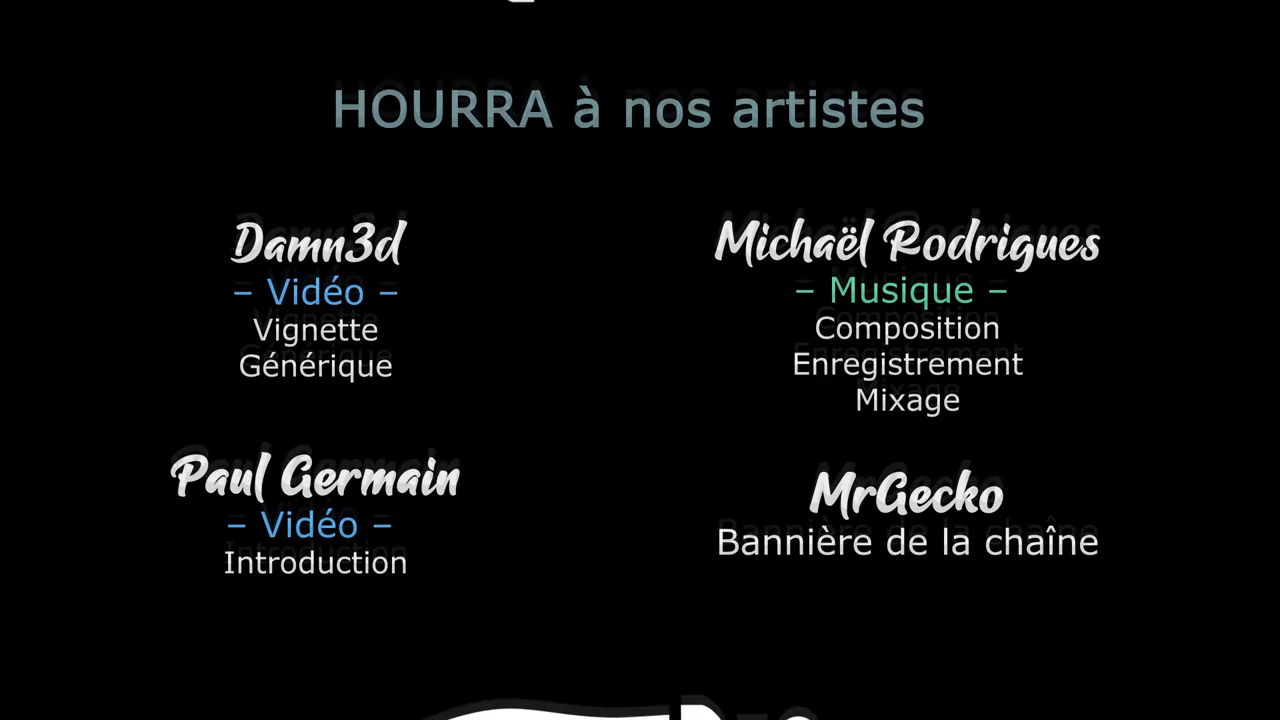 HOURRA à nos artistes
Damn3d
– Vidéo –
Vignette
Générique
Michaël Rodrigues
– Musique –
Composition
Enregistrement
Mixage
Paul Germain
– Vidéo –
Introduction
MrGecko
Bannière de la chaîne